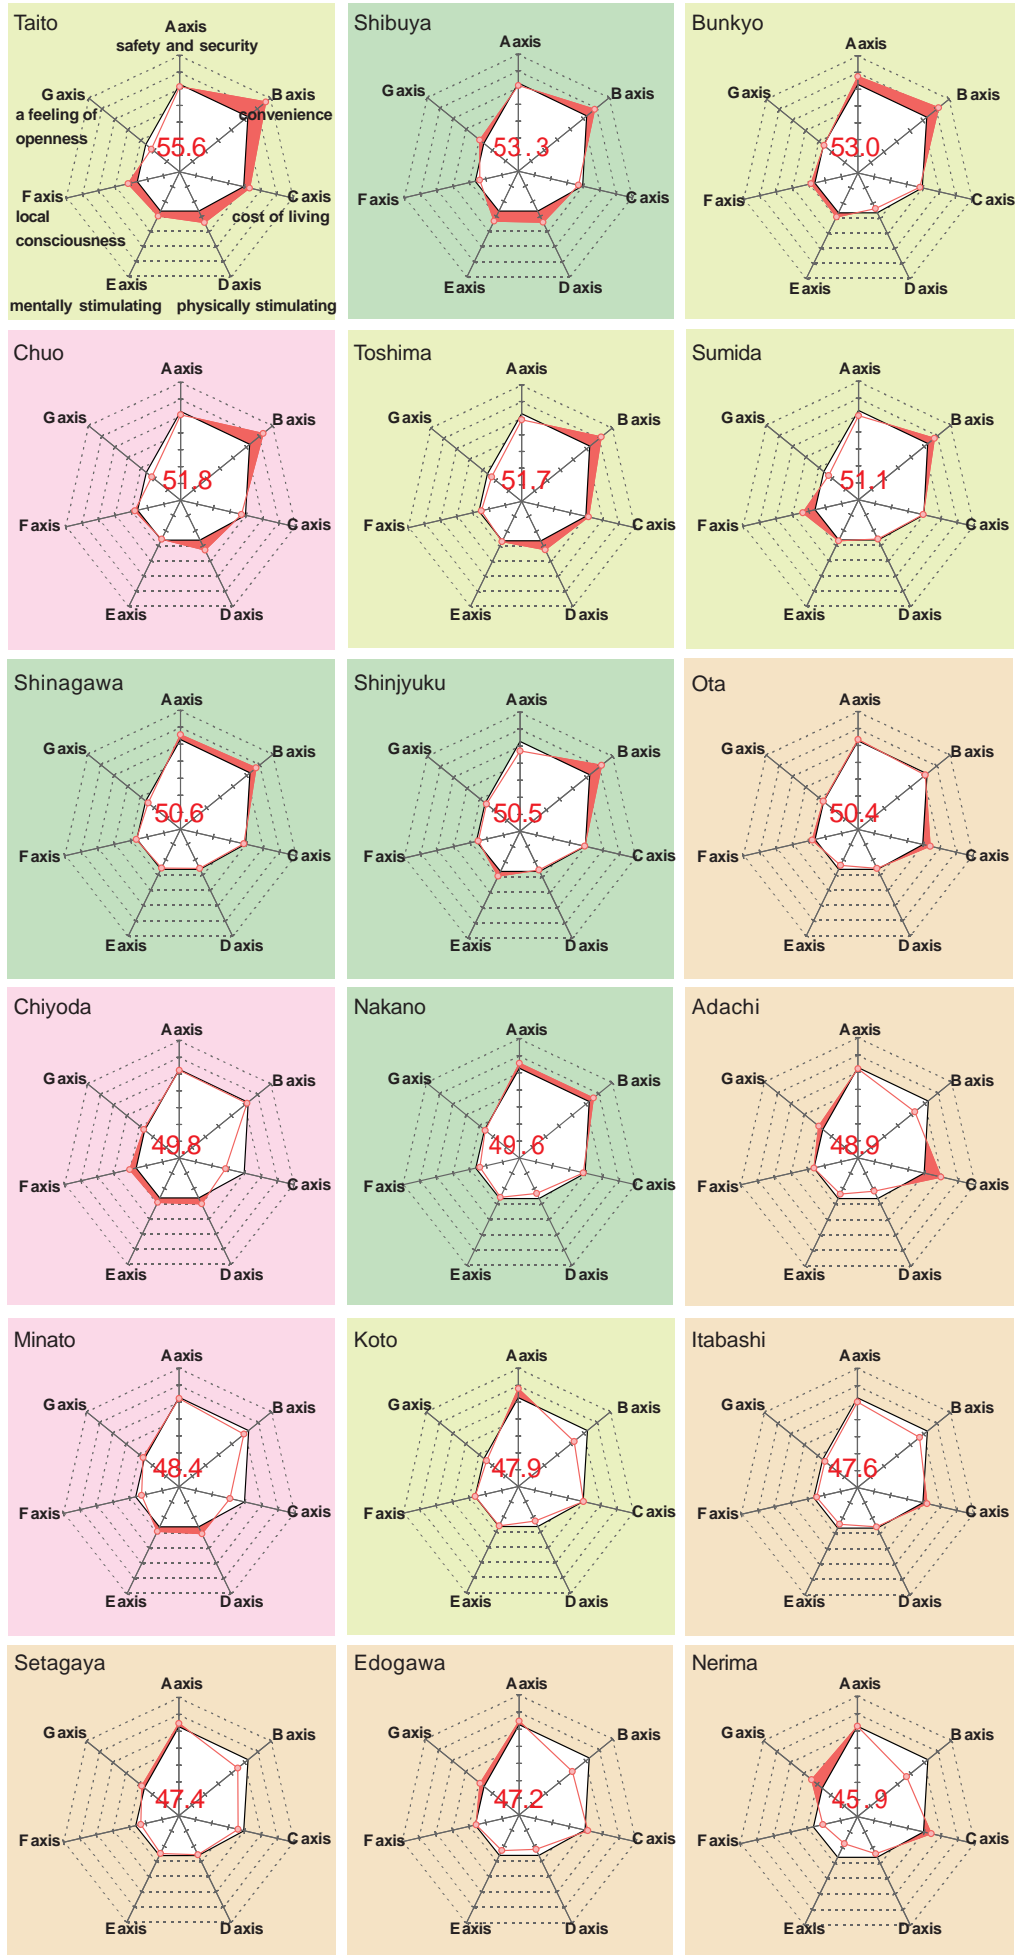 Taito
A axis
safety and security
G axis
B axis
a feeling of
convenience
openness
55.6
F axis
C axis
local
cost of living
consciousness
E axis
D axis
mentally stimulating
physically stimulating
Shibuya
A axis
G axis
B axis
53.3
F axis
C axis
E axis
D axis
Bunkyo
A axis
G axis
B axis
53.0
F axis
C axis
E axis
D axis
Chuo
A axis
G axis
B axis
51.8
F axis
C axis
E axis
D axis
Toshima
A axis
G axis
B axis
51.7
F axis
C axis
E axis
D axis
Sumida
A axis
G axis
B axis
51.1
F axis
C axis
E axis
D axis
Shinagawa
A axis
G axis
B axis
50.6
F axis
C axis
E axis
D axis
Shinjyuku
A axis
G axis
B axis
50.5
F axis
C axis
E axis
D axis
Ota
A axis
G axis
B axis
50.4
F axis
C axis
E axis
D axis
Chiyoda
A axis
G axis
B axis
49.8
F axis
C axis
E axis
D axis
Nakano
A axis
G axis
B axis
49.6
F axis
C axis
E axis
D axis
Adachi
A axis
G axis
B axis
48.9
F axis
C axis
E axis
D axis
Minato
A axis
G axis
B axis
48.4
F axis
C axis
E axis
D axis
Koto
A axis
G axis
B axis
47.9
F axis
C axis
E axis
D axis
Itabashi
A axis
G axis
B axis
47.6
F axis
C axis
E axis
D axis
Setagaya
A axis
G axis
B axis
47.4
F axis
C axis
E axis
D axis
Edogawa
A axis
G axis
B axis
47.2
F axis
C axis
E axis
D axis
Nerima
A axis
G axis
B axis
45.9
F axis
C axis
E axls
D axis